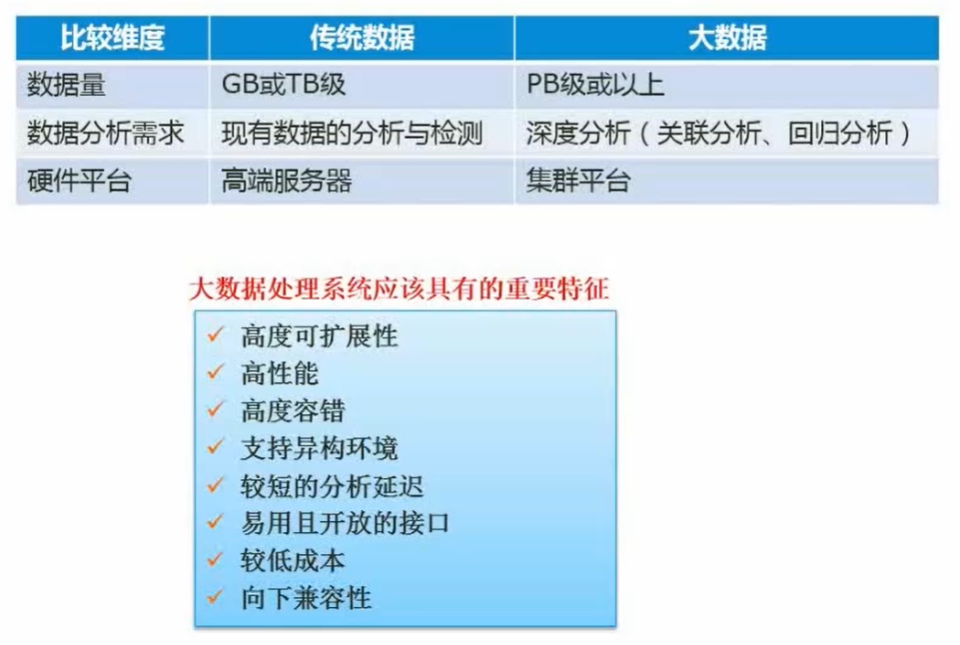 比较维度 传统数据 大数据
数据量 GB或TB级 PB级或以上
数据分析需求 现有数据的分析与检测 深度分析（关联分析、回归分析）
硬件平台 高端服务器 集群平台
大数据处理系统应该具有的重要特征
✓ 高度可扩展性
✓ 高性能
✓ 高度容错
✓ 支持异构环境
✓ 较短的分析延迟
✓ 易用且开放的接口
✓ 较低成本
✓ 向下兼容性